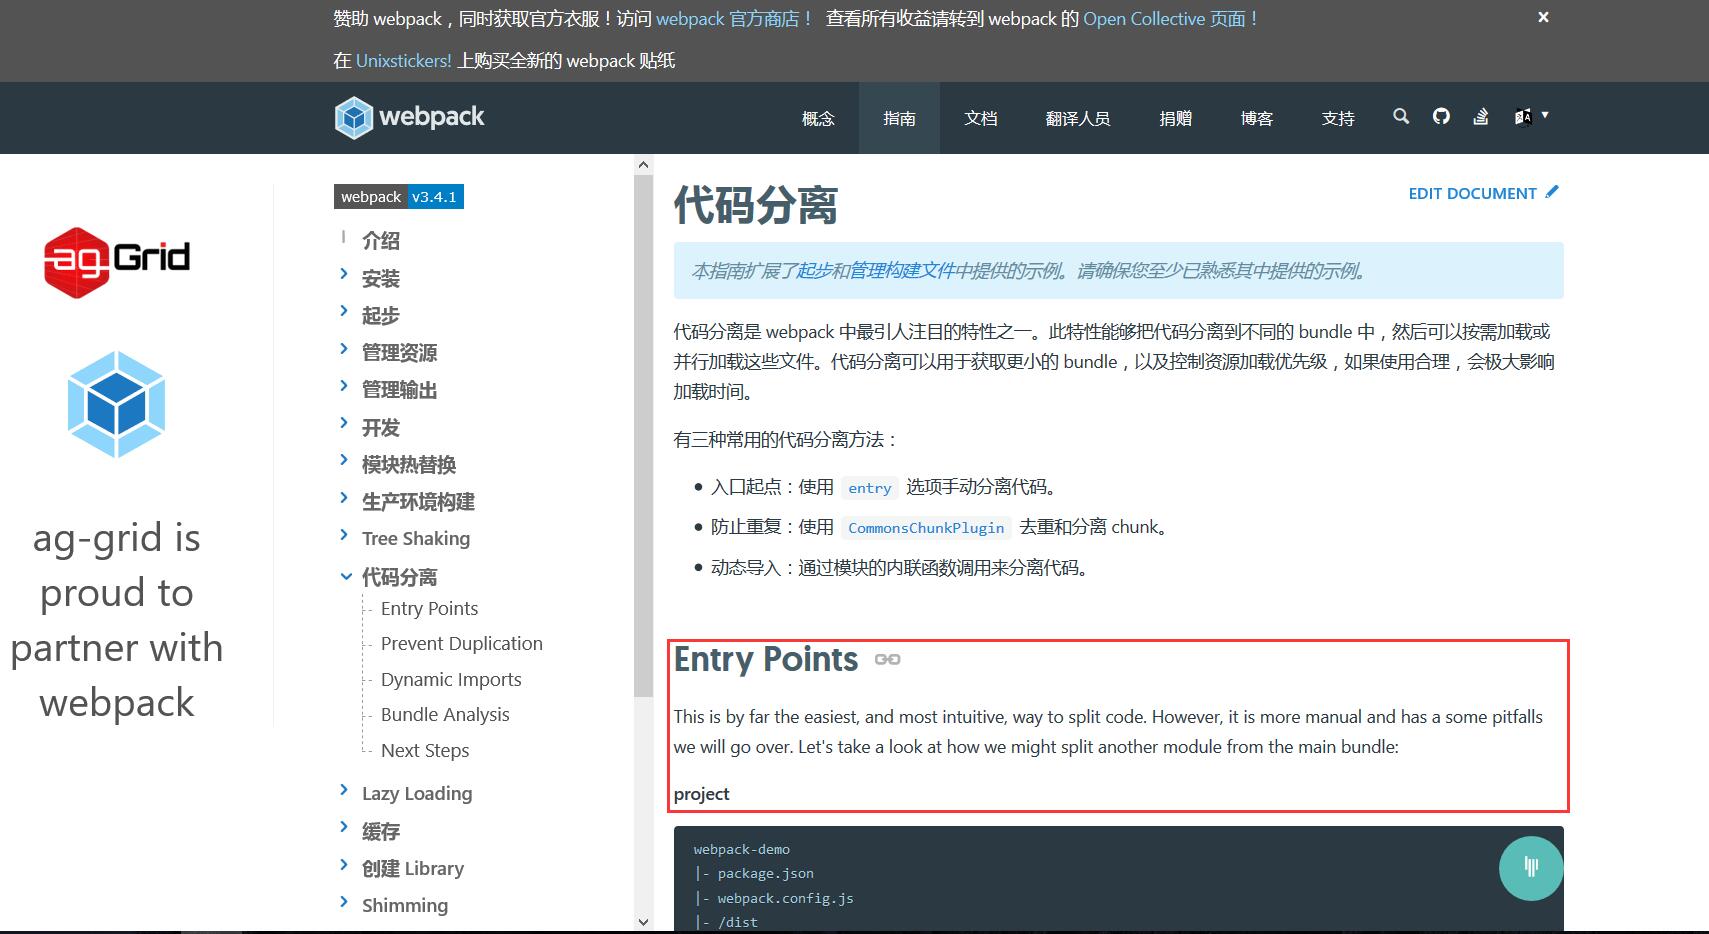 赞助 webpack，同时获取官方衣服！访问 webpack 官方商店！ 查看所有收益请转到 webpack 的 Open Collective 页面！
在 Unixstickers! 上购买全新的 webpack 贴纸
webpack
概念 指南 文档 翻译人员 捐赠 博客 支持
ag-Grid
ag-grid is
proud to
partner with
webpack
webpack v3.4.1
介绍
安装
起步
管理资源
管理输出
开发
模块热替换
生产环境构建
Tree Shaking
代码分离
Entry Points
Prevent Duplication
Dynamic Imports
Bundle Analysis
Next Steps
Lazy Loading
缓存
创建 Library
Shimming
代码分离
EDIT DOCUMENT
本指南扩展了起步和管理构建文件中提供的示例。请确保您至少已熟悉其中提供的示例。
代码分离是 webpack 中最引人注目的特性之一。此特性能够把代码分离到不同的 bundle 中，然后可以按需加载或
并行加载这些文件。代码分离可以用于获取更小的 bundle，以及控制资源加载优先级，如果使用合理，会极大影响
加载时间。
有三种常用的代码分离方法：
● 入口起点：使用 entry 选项手动分离代码。
● 防止重复：使用 CommonsChunkPlugin 去重和分离 chunk。
● 动态导入：通过模块的内联函数调用来分离代码。
Entry Points
This is by far the easiest, and most intuitive, way to split code. However, it is more manual and has a some pitfalls
we will go over. Let's take a look at how we might split another module from the main bundle:
project
webpack-demo
|- package.json
|- webpack.config.js
|- /dist